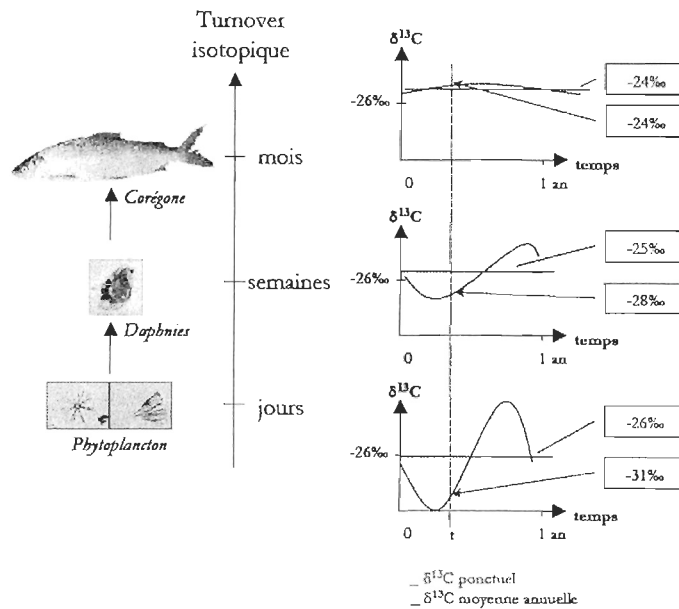 Turnover
isotopique
mois
Corégone
semaines
Daphnies
jours
Phytoplancton
δ¹³C
-26‰
-24‰
-24‰
temps
0
1 an
δ¹³C
-26‰
-25‰
-28‰
temps
0
1 an
δ¹³C
-26‰
-26‰
-31‰
temps
0
t
1 an
_ δ¹³C ponctuel
_ δ¹³C moyenne annuelle